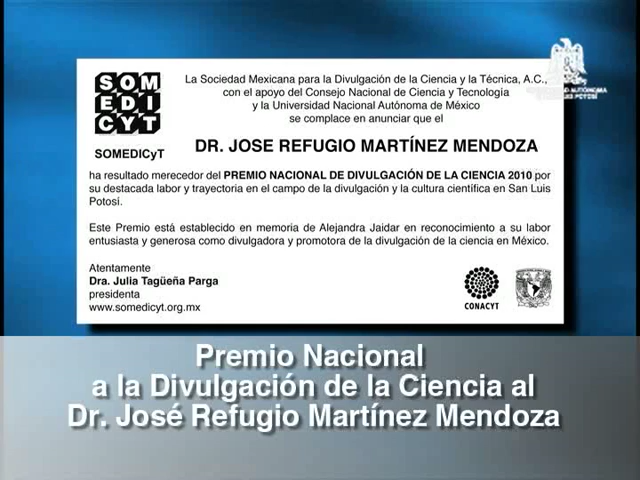 SOM
EDI
CYT
SOMEDICyT
La Sociedad Mexicana para la Divulgación de la Ciencia y la Técnica, A.C.,
con el apoyo del Consejo Nacional de Ciencia y Tecnología
y la Universidad Nacional Autónoma de México
se complace en anunciar que el
DR. JOSE REFUGIO MARTÍNEZ MENDOZA
ha resultado merecedor del PREMIO NACIONAL DE DIVULGACIÓN DE LA CIENCIA 2010 por
su destacada labor y trayectoria en el campo de la divulgación y la cultura científica en San Luis
Potosí.
Este Premio está establecido en memoria de Alejandra Jaidar en reconocimiento a su labor
entusiasta y generosa como divulgadora y promotora de la divulgación de la ciencia en México.
Atentamente
Dra. Julia Tagüeña Parga
presidenta
www.somedicyt.org.mx
CONACYT
Premio Nacional
a la Divulgación de la Ciencia al
Dr. José Refugio Martínez Mendoza